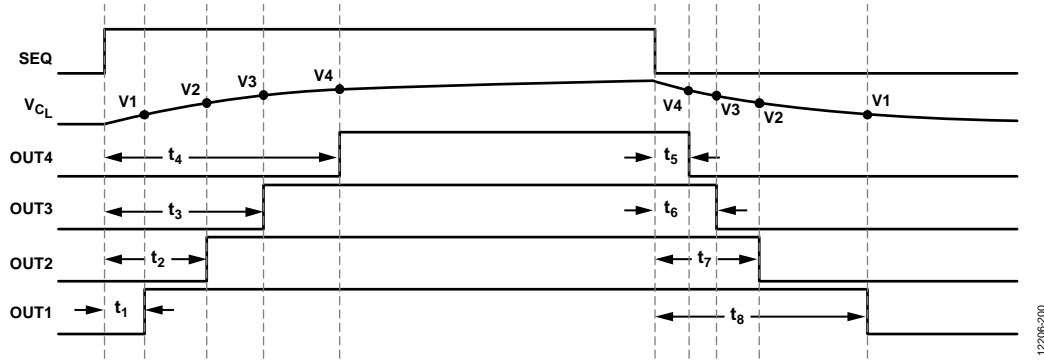 SEQ
V1 V2 V3 V4 V4 V3 V2 V1
VCL
OUT4 t4 t5
OUT3 t3 t6
OUT2 t2 t7
OUT1 t1 t8
12206-200